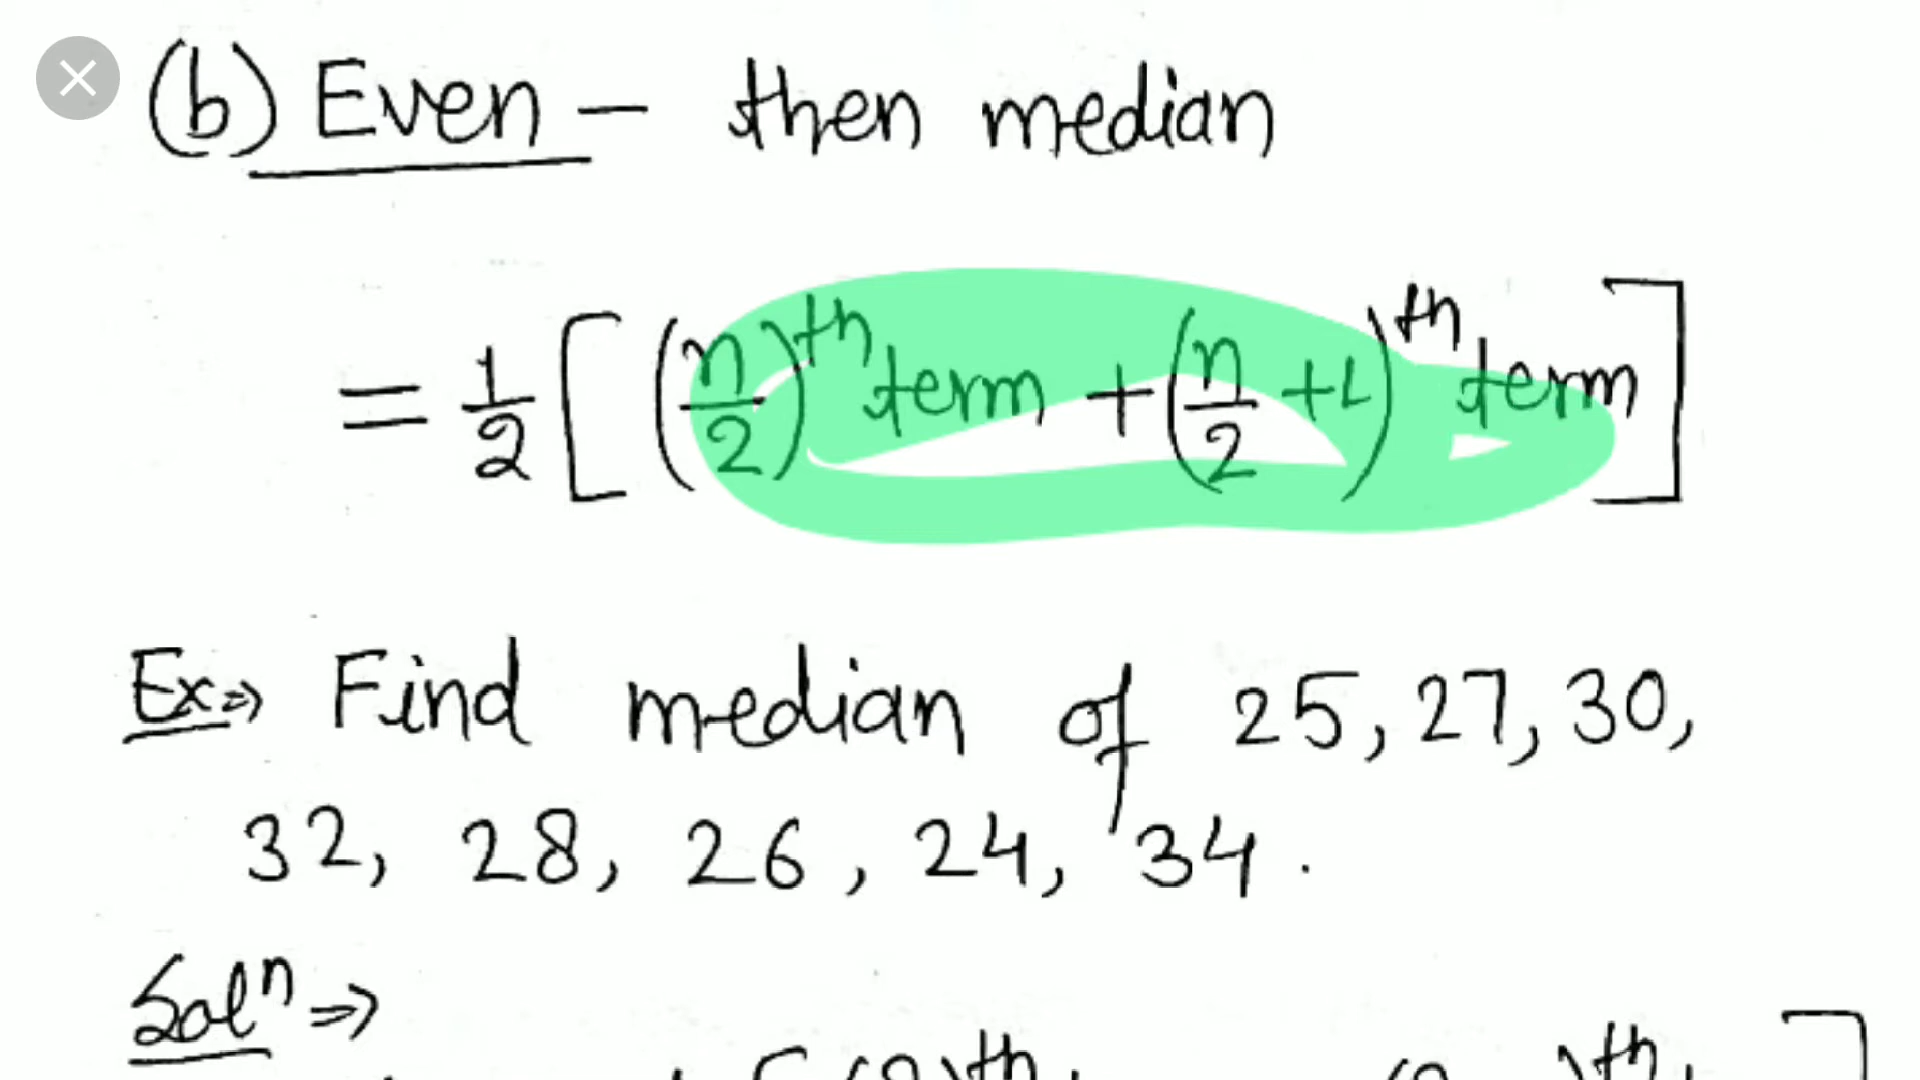 (b) Even - then median
= 1/2 [(n/2)th term + (n/2 +1)th term]
Ex⇒ Find median of 25, 27, 30,
32, 28, 26, 24, 34.
Solⁿ⇒